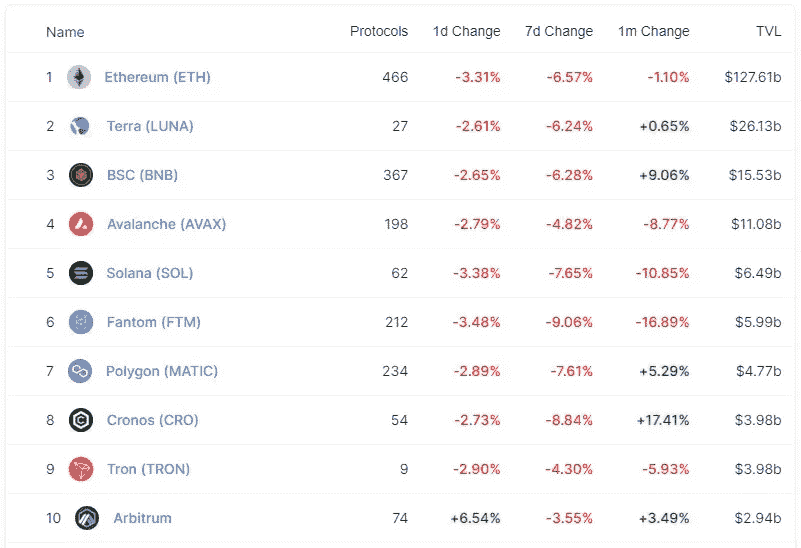 Name Protocols 1d Change 7d Change 1m Change TVL
1 Ethereum (ETH) 466 -3.31% -6.57% -1.10% $127.61b
2 Terra (LUNA) 27 -2.61% -6.24% +0.65% $26.13b
3 BSC (BNB) 367 -2.65% -6.28% +9.06% $15.53b
4 Avalanche (AVAX) 198 -2.79% -4.82% -8.77% $11.08b
5 Solana (SOL) 62 -3.38% -7.65% -10.85% $6.49b
6 Fantom (FTM) 212 -3.48% -9.06% -16.89% $5.99b
7 Polygon (MATIC) 234 -2.89% -7.61% +5.29% $4.77b
8 Cronos (CRO) 54 -2.73% -8.84% +17.41% $3.98b
9 Tron (TRON) 9 -2.90% -4.30% -5.93% $3.98b
10 Arbitrum 74 +6.54% -3.55% +3.49% $2.94b